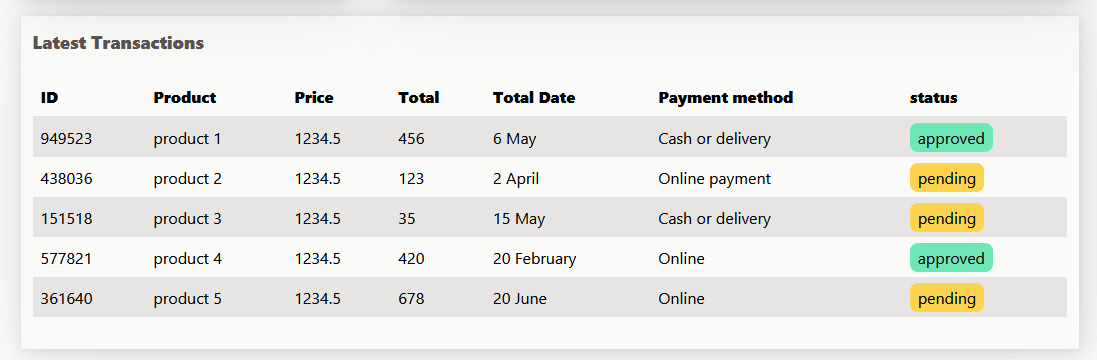 Latest Transactions
ID Product Price Total Total Date Payment method status
949523 product 1 1234.5 456 6 May Cash or delivery approved
438036 product 2 1234.5 123 2 April Online payment pending
151518 product 3 1234.5 35 15 May Cash or delivery pending
577821 product 4 1234.5 420 20 February Online approved
361640 product 5 1234.5 678 20 June Online pending